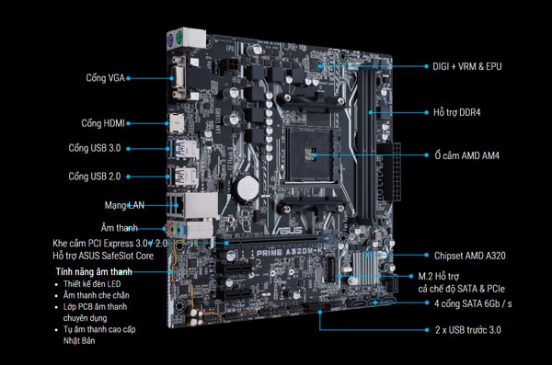 Cổng VGA
Cổng HDMI
Cổng USB 3.0
Cổng USB 2.0
Mạng LAN
Âm thanh
Khe cắm PCI Express 3.0 / 2.0
Hỗ trợ ASUS SafeSlot Core
Tính năng âm thanh
• Thiết kế đèn LED
• Âm thanh che chắn
• Lớp PCB âm thanh
chuyên dụng
• Tụ âm thanh cao cấp
Nhật Bản
EPU
ASUS
PRIME A320M-K
DIGI + VRM & EPU
Hỗ trợ DDR4
Ổ cắm AMD AM4
Chipset AMD A320
M.2 Hỗ trợ
cả chế độ SATA & PCIe
4 cổng SATA 6Gb / s
2 x USB trước 3.0